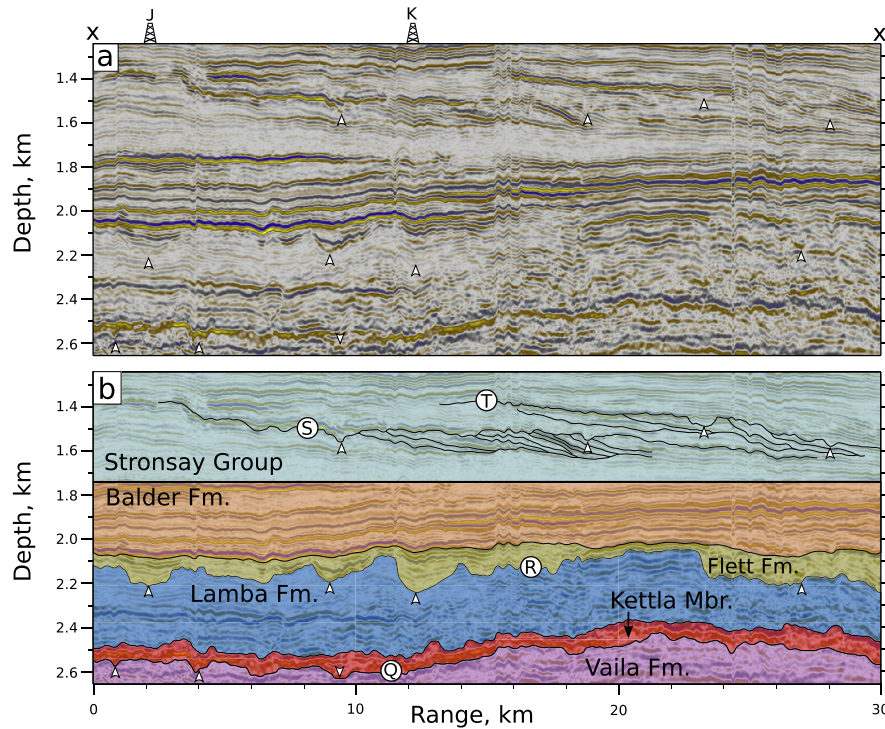 J K
x x
a
Depth, km
1.4
1.6
1.8
2.0
2.2
2.4
2.6
b
Depth, km
1.4
1.6
1.8
2.0
2.2
2.4
2.6
T
S
Stronsay Group
Balder Fm.
R
Flett Fm.
Lamba Fm.
Kettla Mbr.
Q
Vaila Fm.
0 10 20 30
Range, km